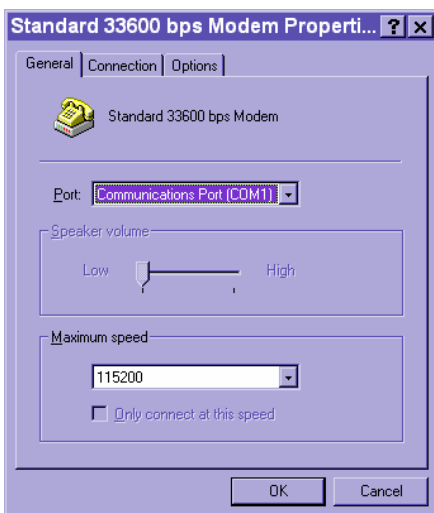 Standard 33600 bps Modem Properti... ? ×
General Connection Options
Standard 33600 bps Modem
Port: Communications Port (COM1)
Speaker volume
Low High
Maximum speed
115200
Only connect at this speed
OK Cancel